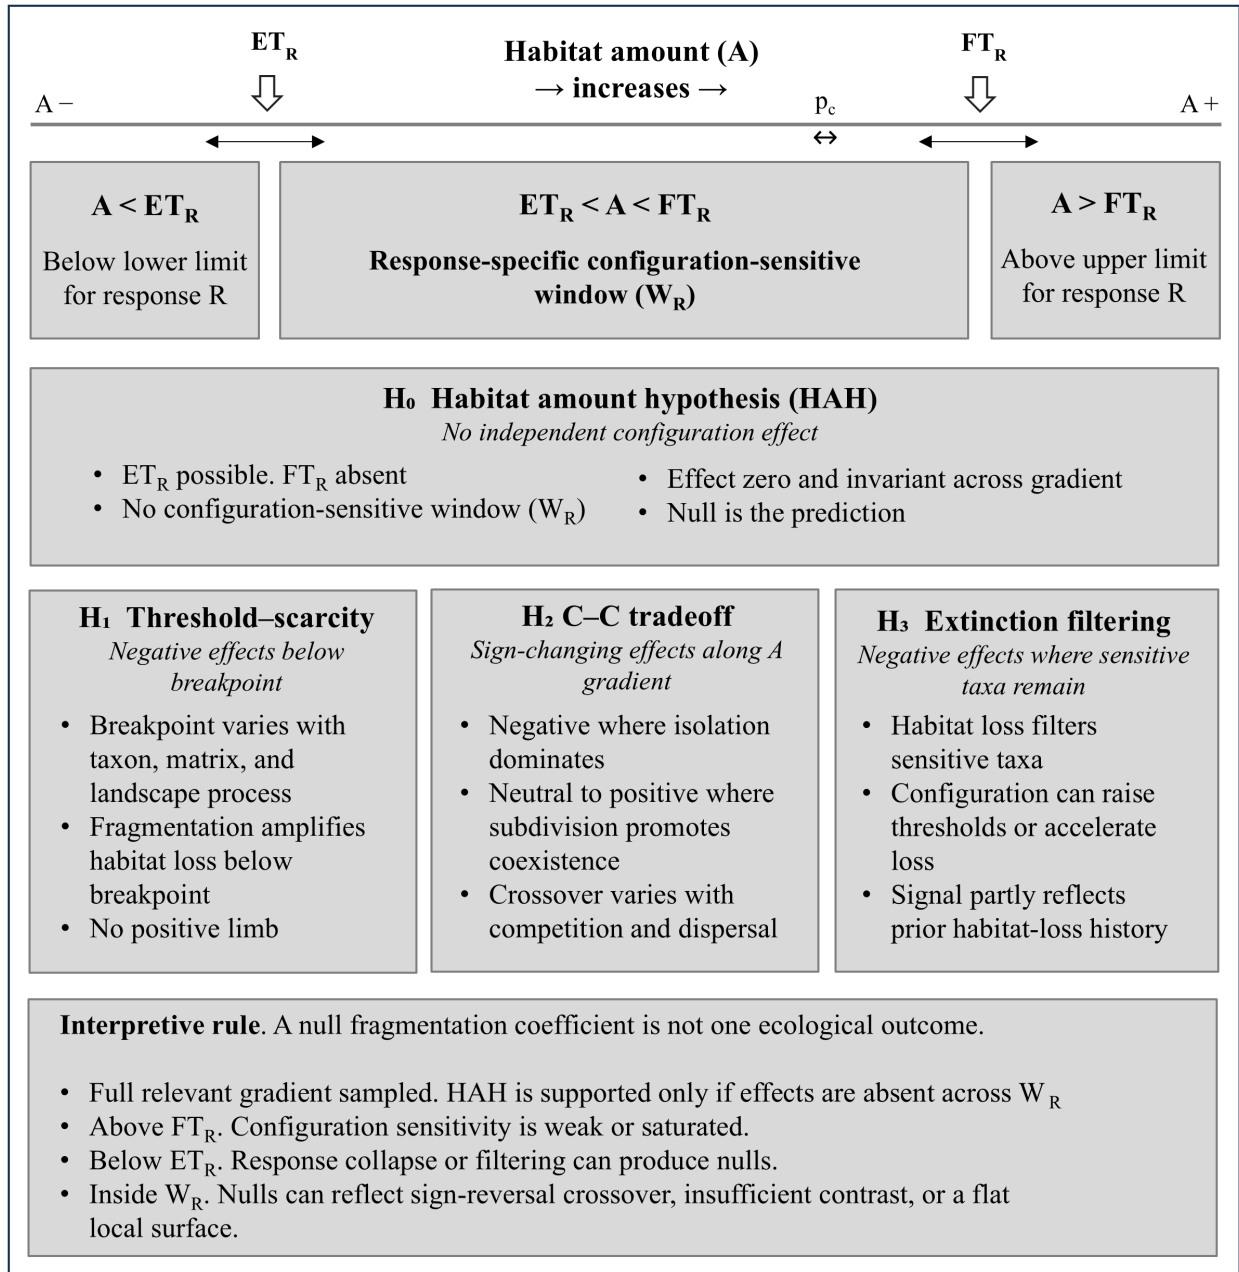 ET_R
Habitat amount (A)
→ increases →
FT_R
A −
p_c
A +
A < ET_R
Below lower limit
for response R
ET_R < A < FT_R
Response-specific configuration-sensitive
window (W_R)
A > FT_R
Above upper limit
for response R
H₀ Habitat amount hypothesis (HAH)
No independent configuration effect
• ET_R possible. FT_R absent
• No configuration-sensitive window (W_R)
• Effect zero and invariant across gradient
• Null is the prediction
H₁ Threshold–scarcity
Negative effects below
breakpoint
• Breakpoint varies with
taxon, matrix, and
landscape process
• Fragmentation amplifies
habitat loss below
breakpoint
• No positive limb
H₂ C–C tradeoff
Sign-changing effects along A
gradient
• Negative where isolation
dominates
• Neutral to positive where
subdivision promotes
coexistence
• Crossover varies with
competition and dispersal
H₃ Extinction filtering
Negative effects where sensitive
taxa remain
• Habitat loss filters
sensitive taxa
• Configuration can raise
thresholds or accelerate
loss
• Signal partly reflects
prior habitat-loss history
Interpretive rule. A null fragmentation coefficient is not one ecological outcome.
• Full relevant gradient sampled. HAH is supported only if effects are absent across W_R
• Above FT_R. Configuration sensitivity is weak or saturated.
• Below ET_R. Response collapse or filtering can produce nulls.
• Inside W_R. Nulls can reflect sign-reversal crossover, insufficient contrast, or a flat
local surface.